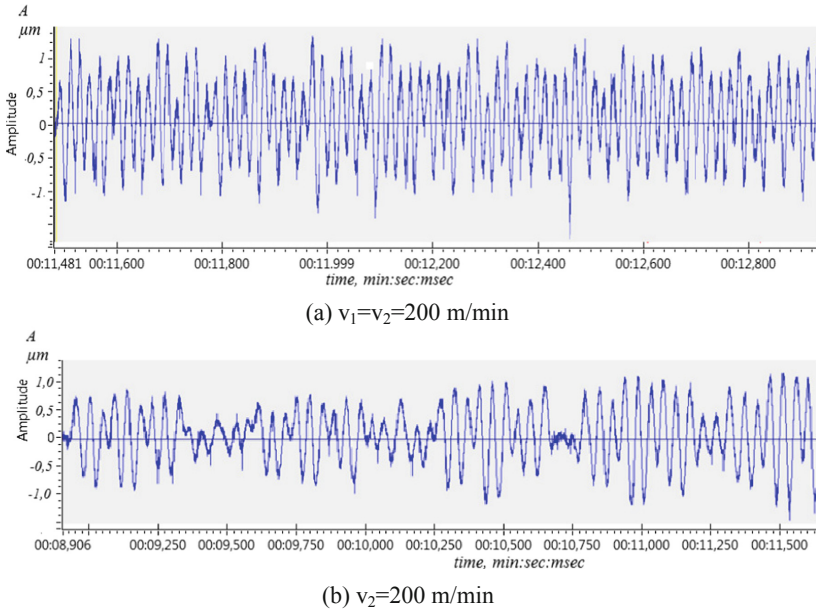 A
μm
Amplitude
1
0,5
0
-0,5
-1
00:11,481 00:11,600 00:11,800 00:11,999 00:12,200 00:12,400 00:12,600 00:12,800
time, min:sec:msec
(a) v₁=v₂=200 m/min
A
μm
Amplitude
1,0
0,5
0
-0,5
-1,0
00:08,906 00:09,250 00:09,500 00:09,750 00:10,000 00:10,250 00:10,500 00:10,750 00:11,000 00:11,250 00:11,500
time, min:sec:msec
(b) v₂=200 m/min